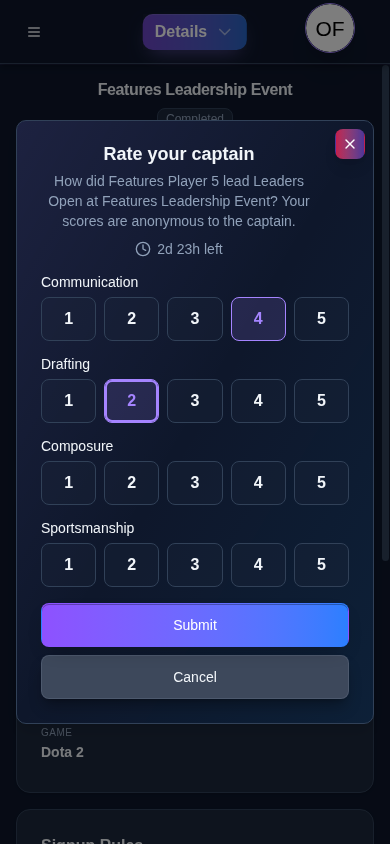 Details
OF
Features Leadership Event
Completed
Rate your captain
How did Features Player 5 lead Leaders
Open at Features Leadership Event? Your
scores are anonymous to the captain.
2d 23h left
Communication
1 2 3 4 5
Drafting
1 2 3 4 5
Composure
1 2 3 4 5
Sportsmanship
1 2 3 4 5
Submit
Cancel
GAME
Dota 2
Signup Rules